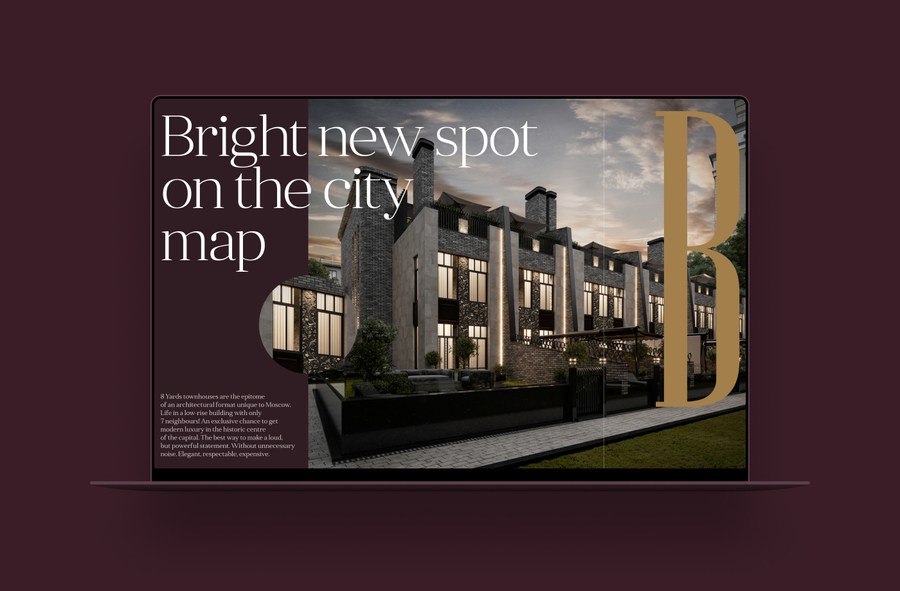 Bright new spot
on the city
map
B
8 Yards townhouses are the epitome
of an architectural format unique to Moscow.
Life in a low-rise building with only
7 neighbours! An exclusive chance to get
modern luxury in the historic centre
of the capital. The best way to make a loud,
but powerful statement. Without unnecessary
noise. Elegant, respectable, expensive.